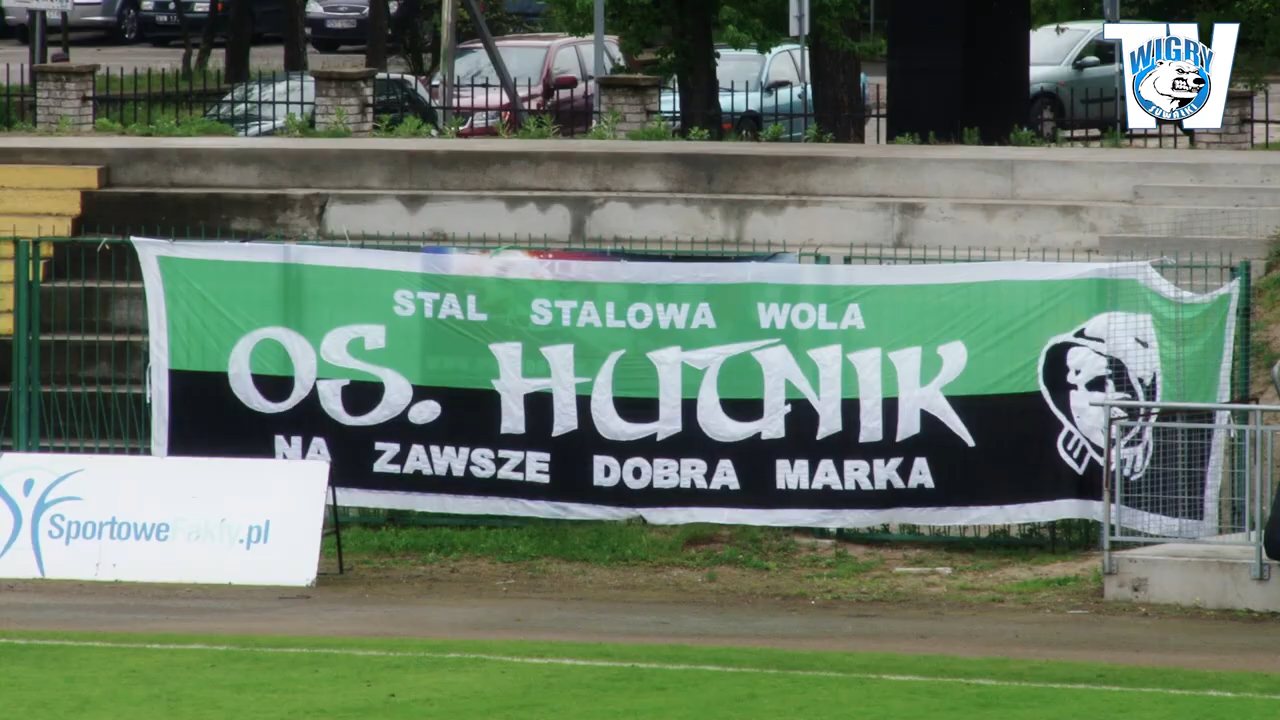 WIGRY
SUWAŁKI
STAL STALOWA WOLA
OS. HUTNIK
NA ZAWSZE DOBRA MARKA
SportoweFakty.pl